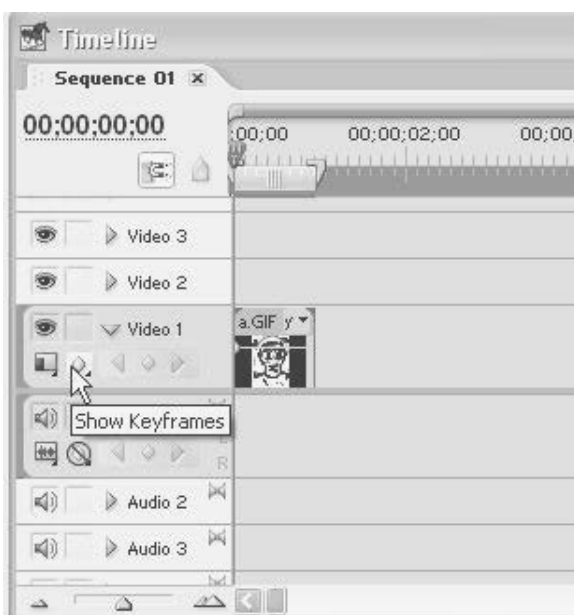 Timeline
Sequence 01 x
00;00;00;00
:00;00 00;00;02;00 00;00
Video 3
Video 2
Video 1
a.GIF y
Show Keyframes
R
Audio 2
Audio 3